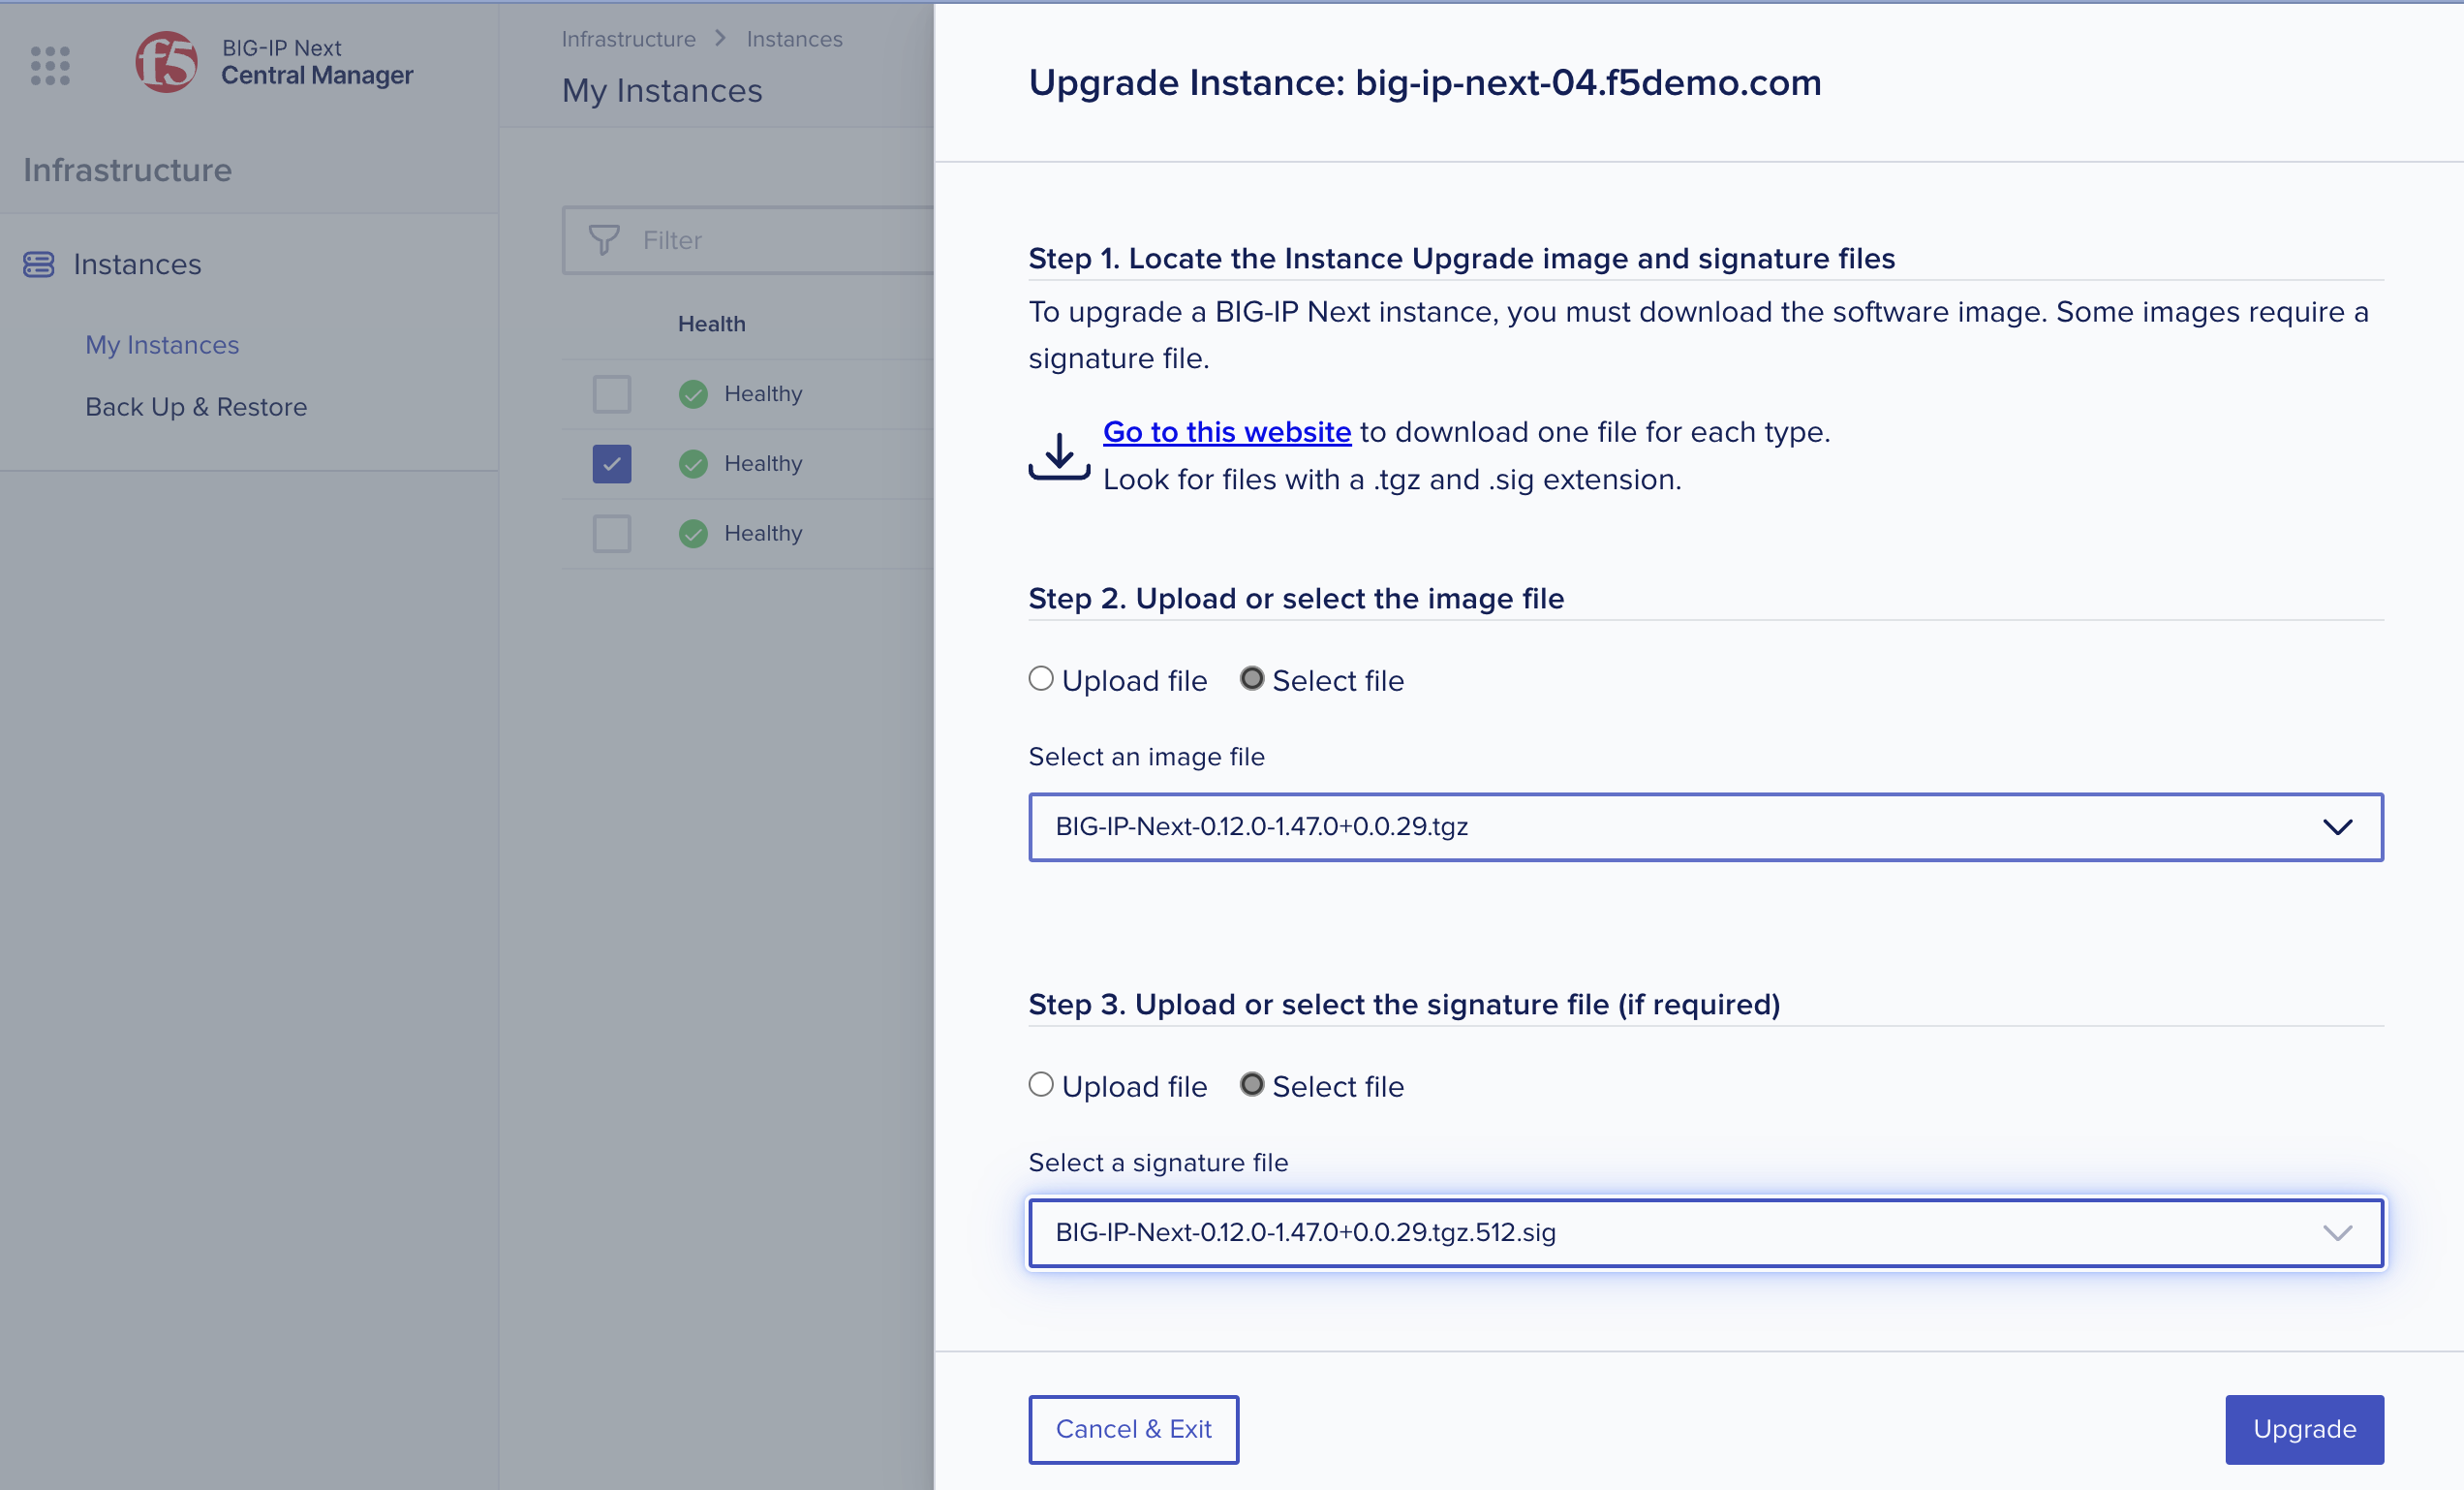 f5
BIG-IP Next
Central Manager
Infrastructure
Instances
My Instances
Back Up & Restore
Infrastructure > Instances
My Instances
Filter
Health
Healthy
Healthy
Healthy
Upgrade Instance: big-ip-next-04.f5demo.com
Step 1. Locate the Instance Upgrade image and signature files
To upgrade a BIG-IP Next instance, you must download the software image. Some images require a
signature file.
Go to this website to download one file for each type.
Look for files with a .tgz and .sig extension.
Step 2. Upload or select the image file
Upload file Select file
Select an image file
BIG-IP-Next-0.12.0-1.47.0+0.0.29.tgz
Step 3. Upload or select the signature file (if required)
Upload file Select file
Select a signature file
BIG-IP-Next-0.12.0-1.47.0+0.0.29.tgz.512.sig
Cancel & Exit
Upgrade